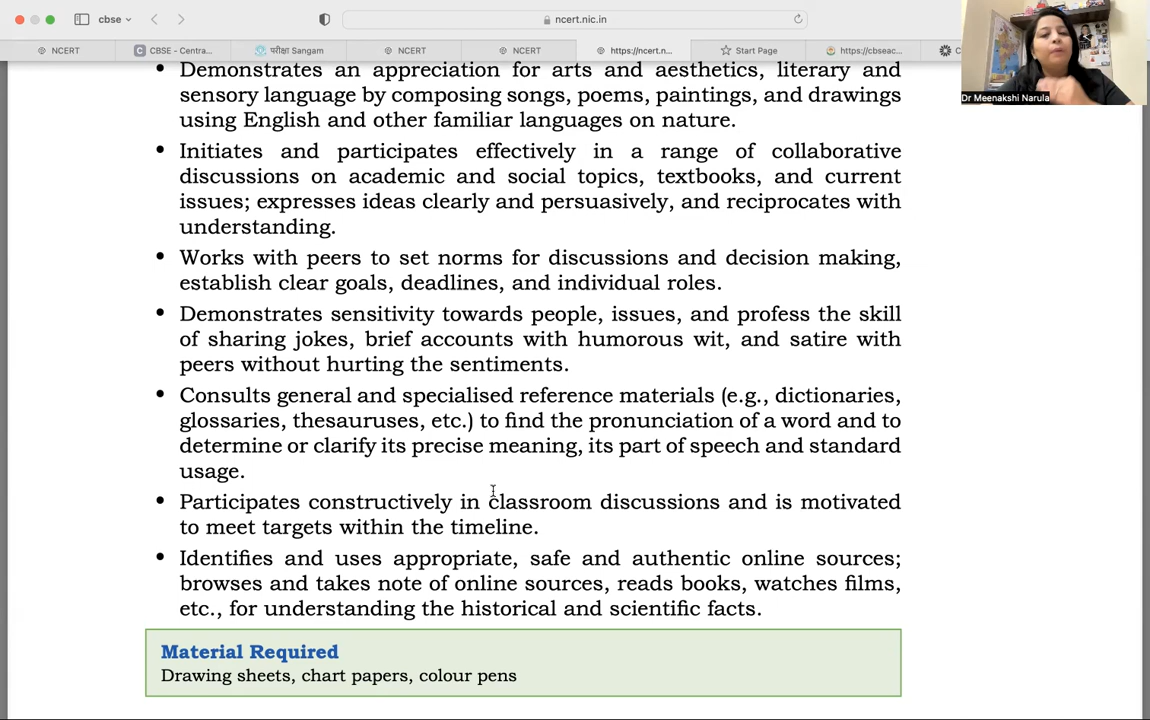 cbse
ncert.nic.in
NCERT
CBSE - Centra...
परीक्षा Sangam
NCERT
NCERT
https://ncert.n...
Start Page
https://cbseac...
C
Dr Meenakshi Narula
• Demonstrates an appreciation for arts and aesthetics, literary and
sensory language by composing songs, poems, paintings, and drawings
using English and other familiar languages on nature.
• Initiates and participates effectively in a range of collaborative
discussions on academic and social topics, textbooks, and current
issues; expresses ideas clearly and persuasively, and reciprocates with
understanding.
• Works with peers to set norms for discussions and decision making,
establish clear goals, deadlines, and individual roles.
• Demonstrates sensitivity towards people, issues, and profess the skill
of sharing jokes, brief accounts with humorous wit, and satire with
peers without hurting the sentiments.
• Consults general and specialised reference materials (e.g., dictionaries,
glossaries, thesauruses, etc.) to find the pronunciation of a word and to
determine or clarify its precise meaning, its part of speech and standard
usage.
• Participates constructively in classroom discussions and is motivated
to meet targets within the timeline.
• Identifies and uses appropriate, safe and authentic online sources;
browses and takes note of online sources, reads books, watches films,
etc., for understanding the historical and scientific facts.
Material Required
Drawing sheets, chart papers, colour pens